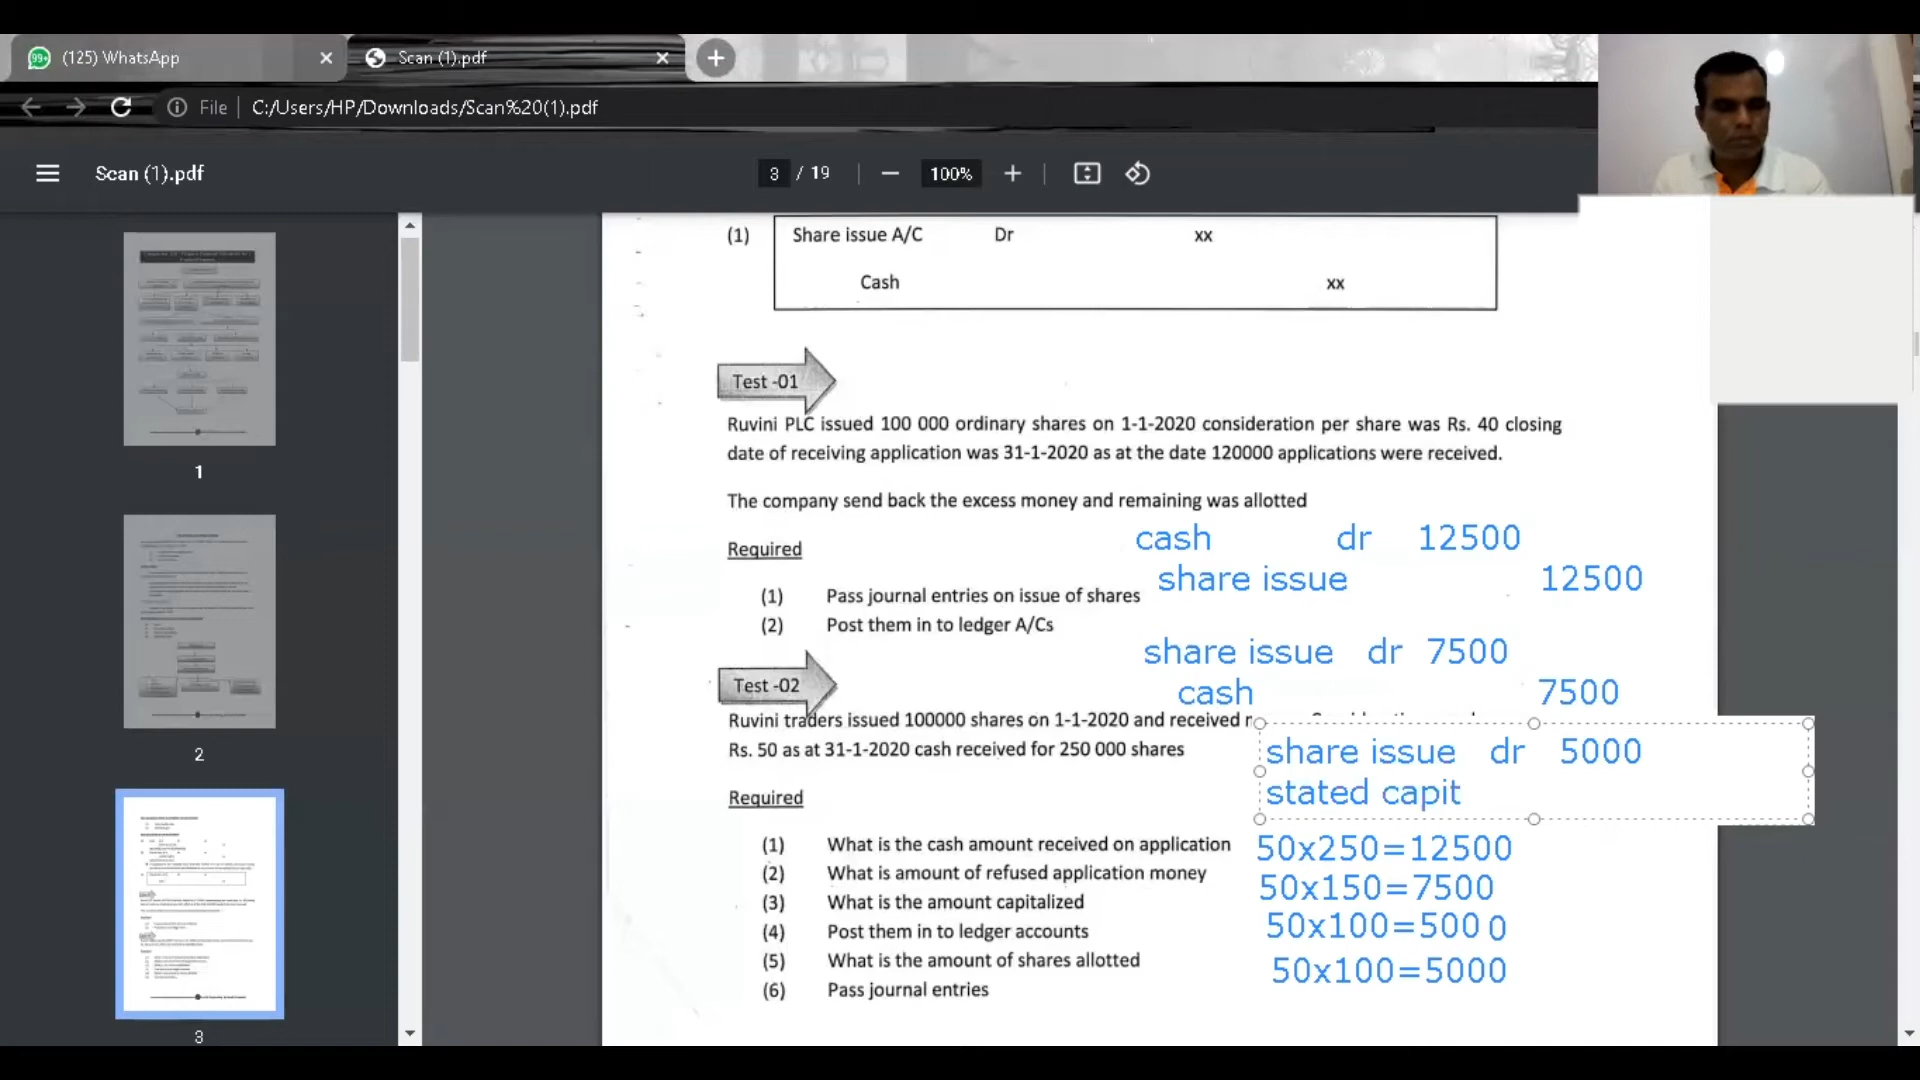 (125) WhatsApp
Scan (1).pdf
File
C:/Users/HP/Downloads/Scan%20(1).pdf
Scan (1).pdf
3 / 19
100%
1
2
3
(1) Share issue A/C Dr xx
Cash xx
Test -01
Ruvini PLC issued 100 000 ordinary shares on 1-1-2020 consideration per share was Rs. 40 closing
date of receiving application was 31-1-2020 as at the date 120000 applications were received.
The company send back the excess money and remaining was allotted
cash dr 12500
Required
share issue 12500
(1) Pass journal entries on issue of shares
(2) Post them in to ledger A/Cs
share issue dr 7500
Test -02
cash 7500
Ruvini traders issued 100000 shares on 1-1-2020 and received
Rs. 50 as at 31-1-2020 cash received for 250 000 shares
share issue dr 5000
stated capit
Required
(1) What is the cash amount received on application 50x250=12500
(2) What is amount of refused application money 50x150=7500
(3) What is the amount capitalized
(4) Post them in to ledger accounts 50x100=500 0
(5) What is the amount of shares allotted 50x100=5000
(6) Pass journal entries